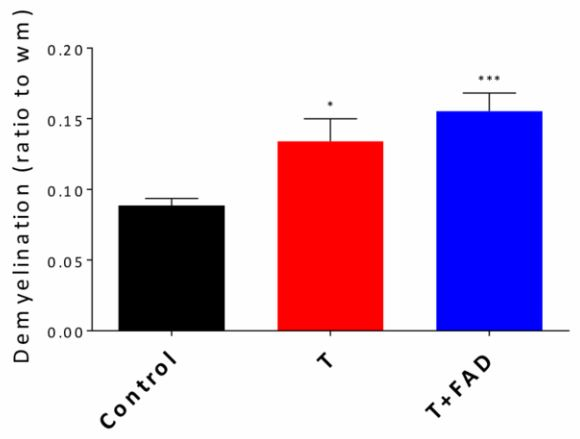 Demyelination (ratio to wm)
0.20
0.15
0.10
0.05
0.00
*
***
Control
T
T+FAD